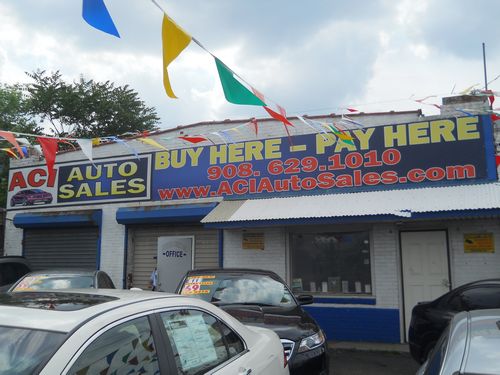 ACI AUTO SALES
BUY HERE - PAY HERE
908. 629.1010
www.ACIAutoSales.com
-OFFICE-